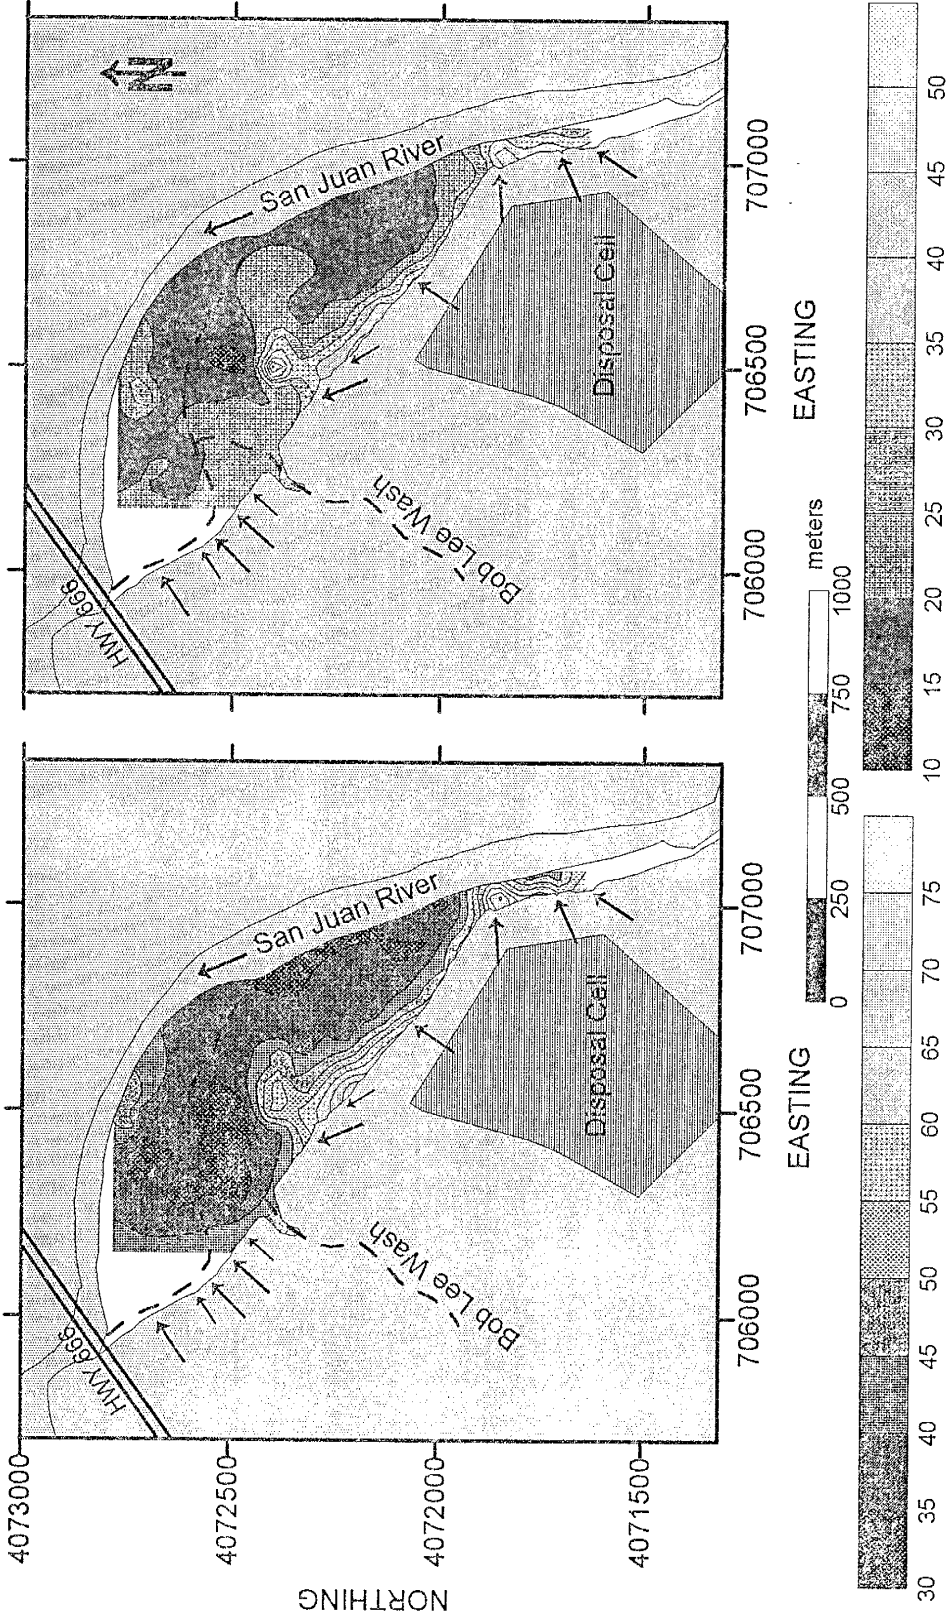 NORTHING
4073000
4072500
4072000
4071500
HWY 666
San Juan River
Bob Lee Wash
Disposal Cell
706000
706500
707000
EASTING
HWY 666
San Juan River
Bob Lee Wash
Disposal Cell
N
706000
706500
707000
EASTING
0 250 500 750 1000 meters
30 35 40 45 50 55 60 65 70 75
10 15 20 25 30 35 40 45 50